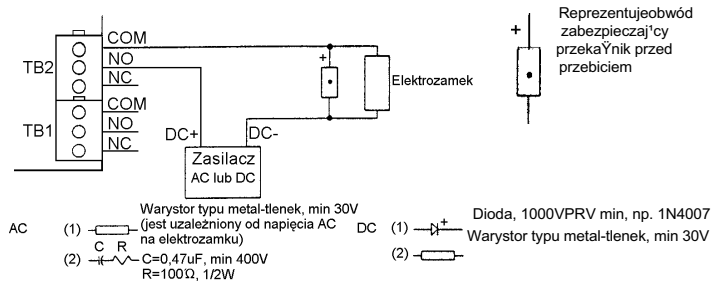 COM
NO
NC
TB2
COM
NO
NC
TB1
+
Elektrozamek
DC+
DC-
Zasilacz
AC lub DC
+
Reprezentujeobwód
zabezpieczaj¹cy
przekaŸnik przed
przebiciem
AC
(1)
Warystor typu metal-tlenek, min 30V
(jest uzależniony od napięcia AC
na elektrozamku)
C R
(2)
C=0,47uF, min 400V
R=100Ω, 1/2W
DC
(1)
+
Dioda, 1000VPRV min, np. 1N4007
Warystor typu metal-tlenek, min 30V
(2)